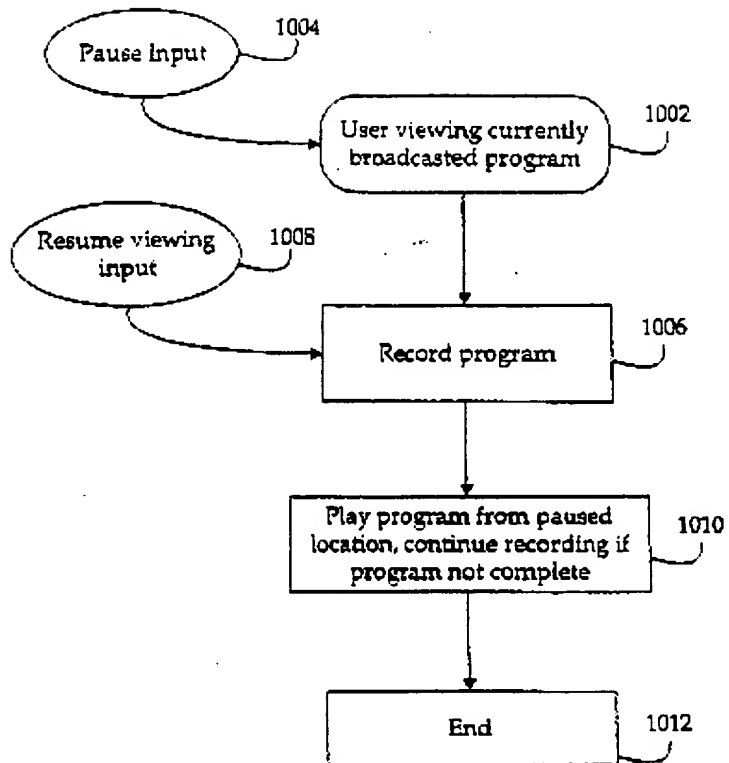 1004
Pause input
1002
User viewing currently
broadcasted program
1008
Resume viewing
input
1006
Record program
1010
Play program from paused
location, continue recording if
program not complete
End
1012